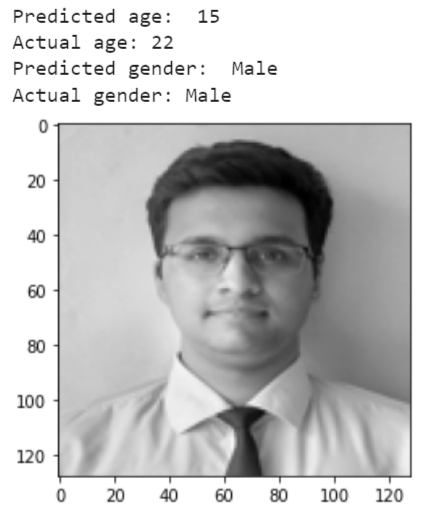 Predicted age:  15
Actual age: 22
Predicted gender:  Male
Actual gender: Male
0
20
40
60
80
100
120
0 20 40 60 80 100 120